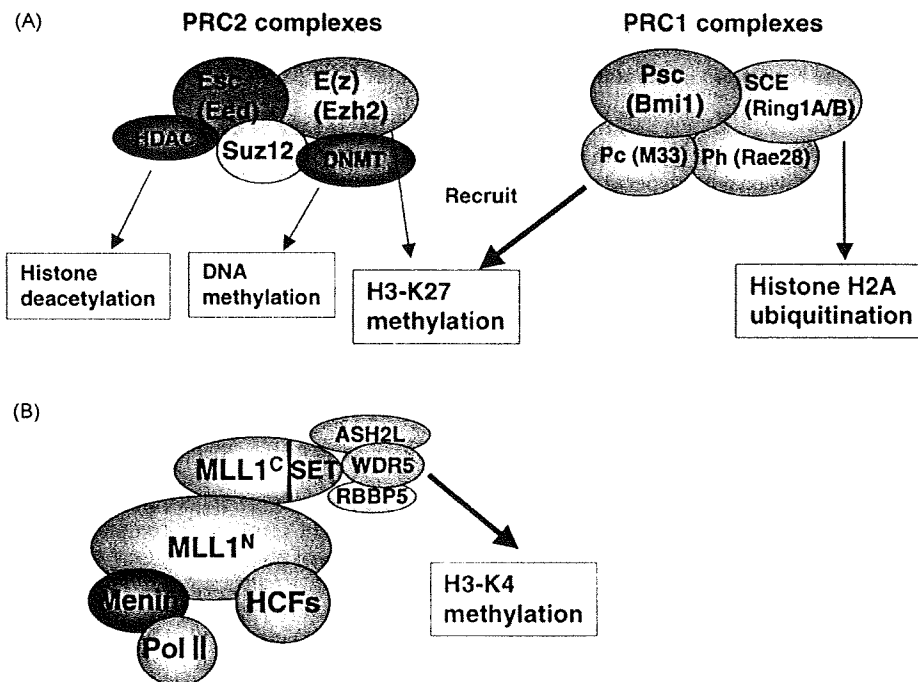 (A)
PRC2 complexes
PRC1 complexes
Esc
(Eed)
E(z)
(Ezh2)
HDAC
Suz12
DNMT
Psc
(Bmi1)
SCE
(Ring1A/B)
Pc (M33)
Ph (Rae28)
Recruit
Histone
deacetylation
DNA
methylation
H3-K27
methylation
Histone H2A
ubiquitination
(B)
ASH2L
MLL1C
SET
WDR5
RBBP5
MLL1N
Menin
HCFs
Pol II
H3-K4
methylation